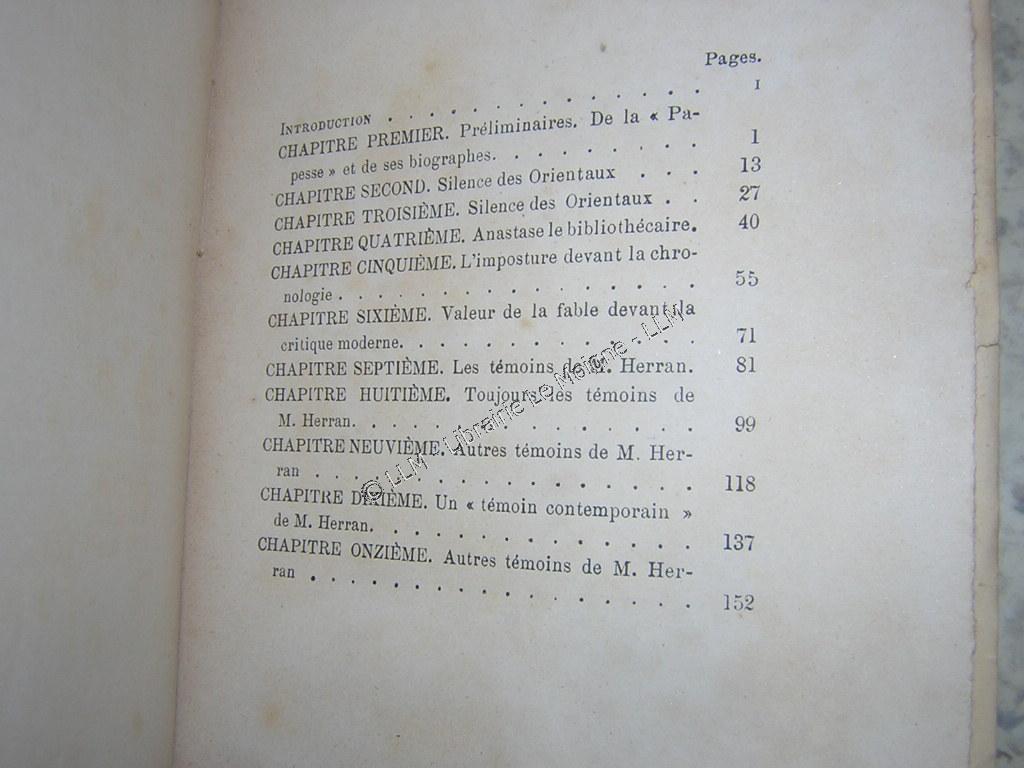 Pages.
INTRODUCTION . . . . . . . . . . . . I
CHAPITRE PREMIER. Préliminaires. De la « Pa-
pesse » et de ses biographes. . . . . . . . . 1
CHAPITRE SECOND. Silence des Orientaux . . . 13
CHAPITRE TROISIÈME. Silence des Orientaux . . 27
CHAPITRE QUATRIÈME. Anastase le bibliothécaire. 40
CHAPITRE CINQUIÈME. L'imposture devant la chro-
nologie . . . . . . . . . . . . . 55
CHAPITRE SIXIÈME. Valeur de la fable devant la
critique moderne. . . . . . . . . . . 71
CHAPITRE SEPTIÈME. Les témoins de M. Herran. 81
CHAPITRE HUITIÈME. Toujours les témoins de
M. Herran. . . . . . . . . . . . . 99
CHAPITRE NEUVIÈME. Autres témoins de M. Her-
ran . . . . . . . . . . . . . . . 118
CHAPITRE DIXIÈME. Un « témoin contemporain »
de M. Herran. . . . . . . . . . . . 137
CHAPITRE ONZIÈME. Autres témoins de M. Her-
ran . . . . . . . . . . . . . . . 152
© LLM - Librairie Le Moigne - LLM